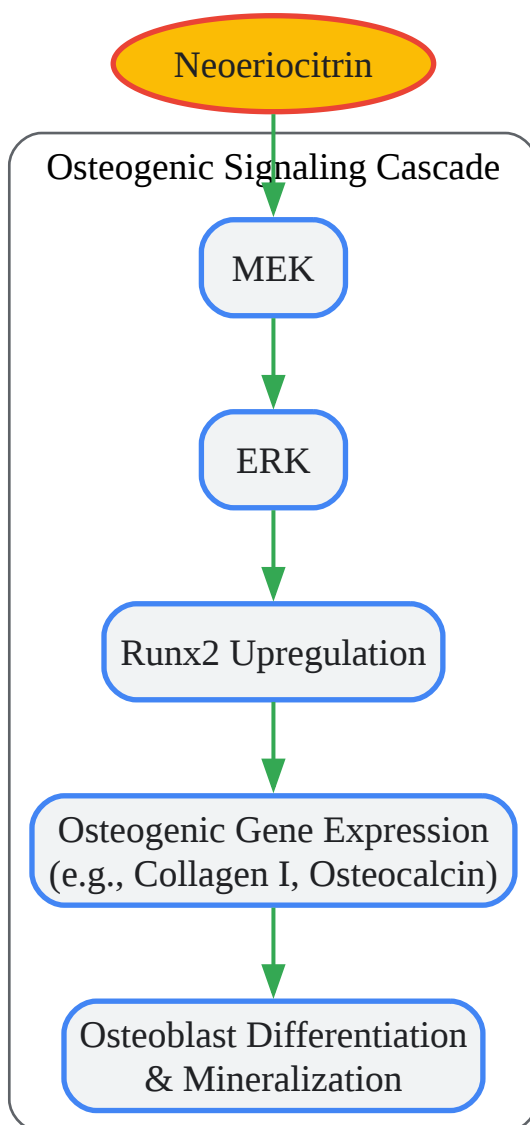 Neoeriocitrin
Osteogenic Signaling Cascade
MEK
ERK
Runx2 Upregulation
Osteogenic Gene Expression
(e.g., Collagen I, Osteocalcin)
Osteoblast Differentiation
& Mineralization